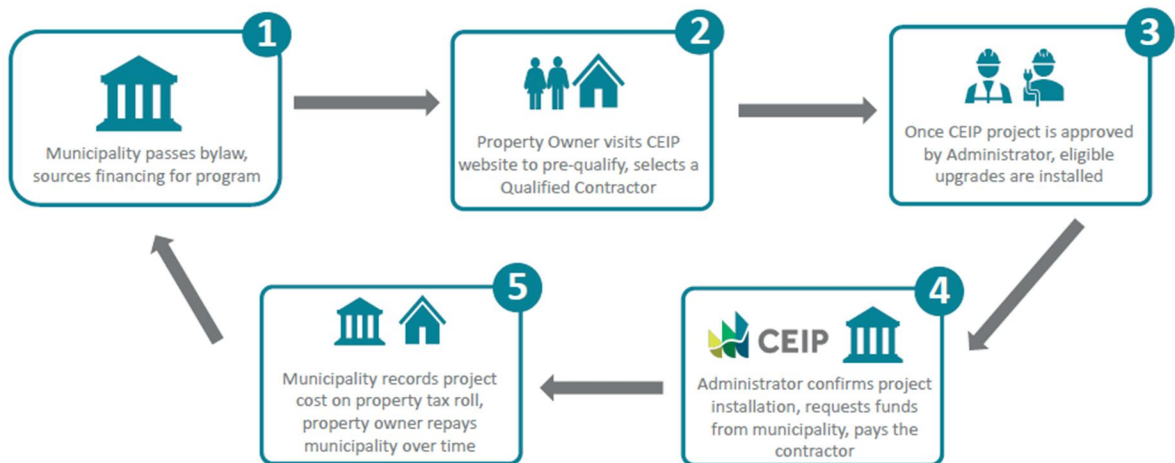 1
Municipality passes bylaw,
sources financing for program
2
Property Owner visits CEIP
website to pre-qualify, selects a
Qualified Contractor
3
Once CEIP project is approved
by Administrator, eligible
upgrades are installed
4
CEIP
Administrator confirms project
installation, requests funds
from municipality, pays the
contractor
5
Municipality records project
cost on property tax roll,
property owner repays
municipality over time